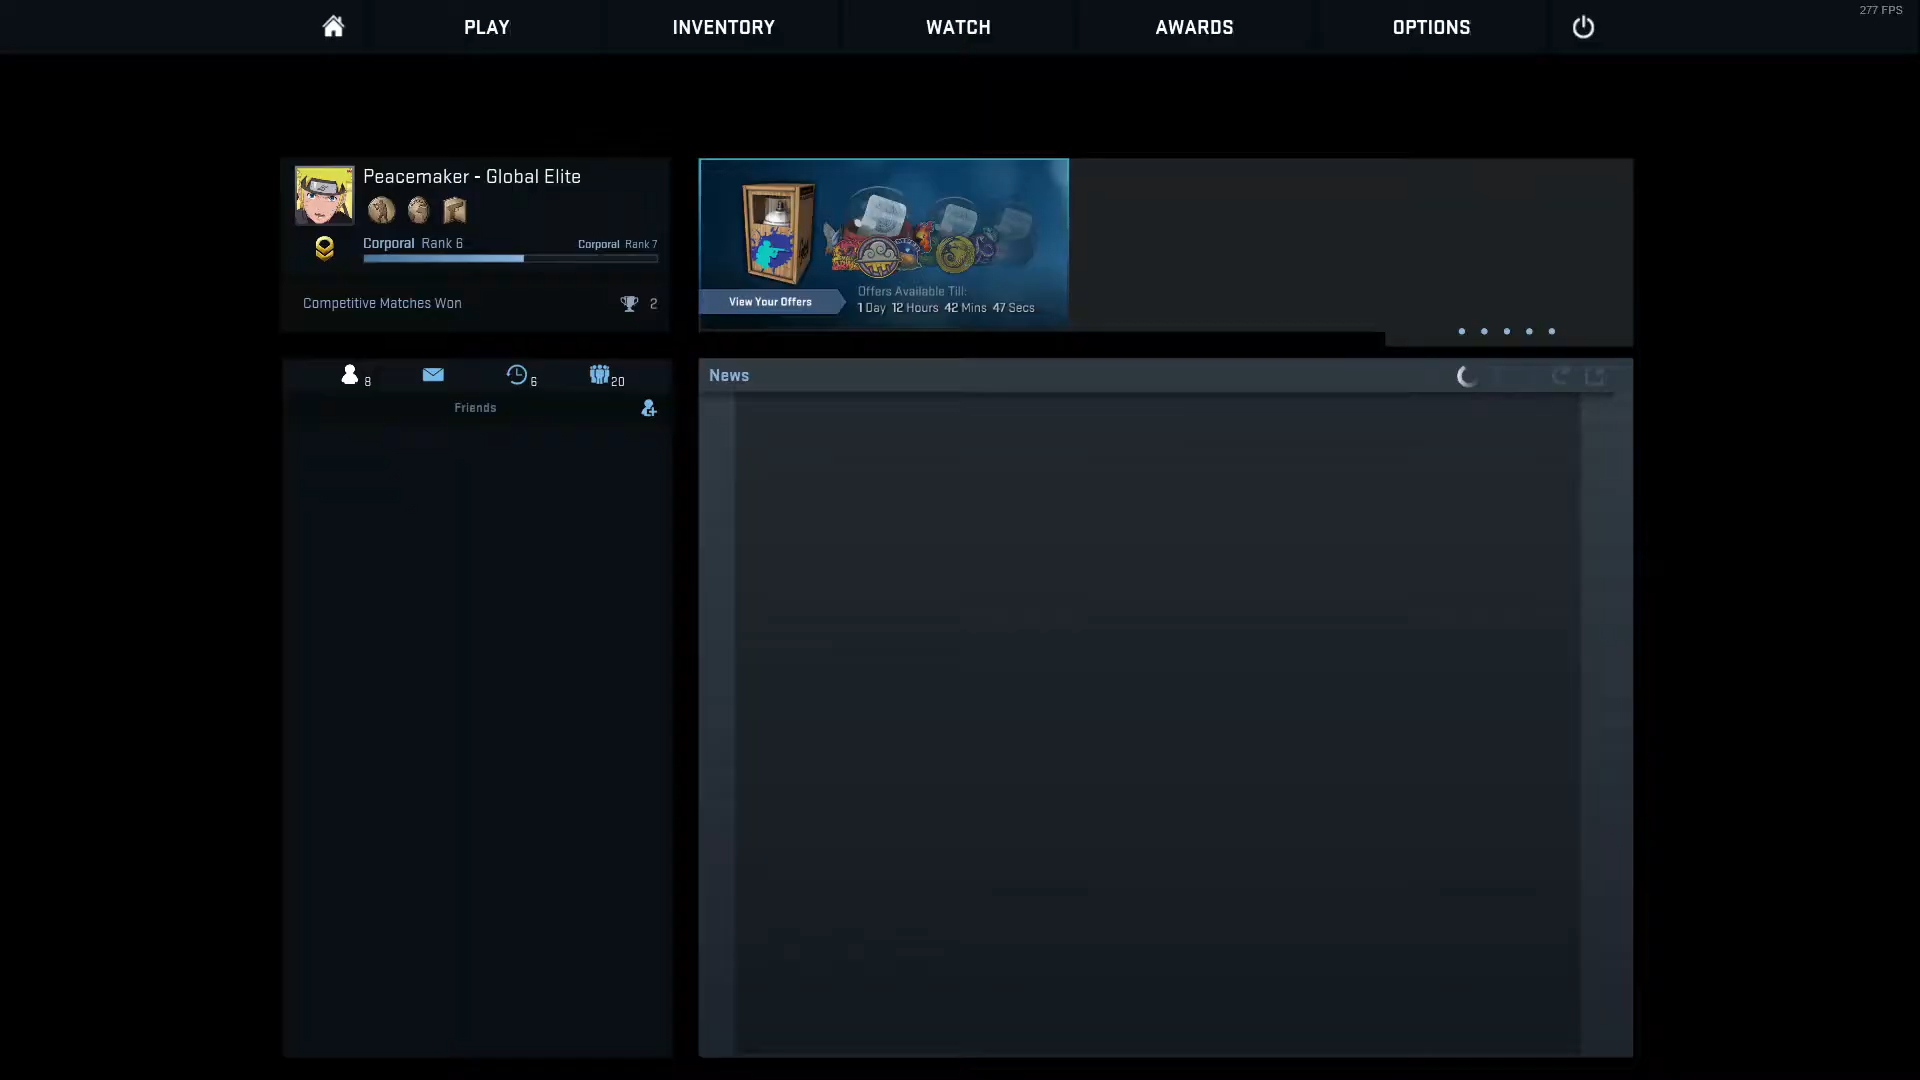 277 FPS
PLAY
INVENTORY
WATCH
AWARDS
OPTIONS
Peacemaker - Global Elite
Corporal Rank 6
Corporal Rank 7
Competitive Matches Won
2
View Your Offers
Offers Available Till:
1 Day 12 Hours 42 Mins 47 Secs
8
6
20
Friends
News